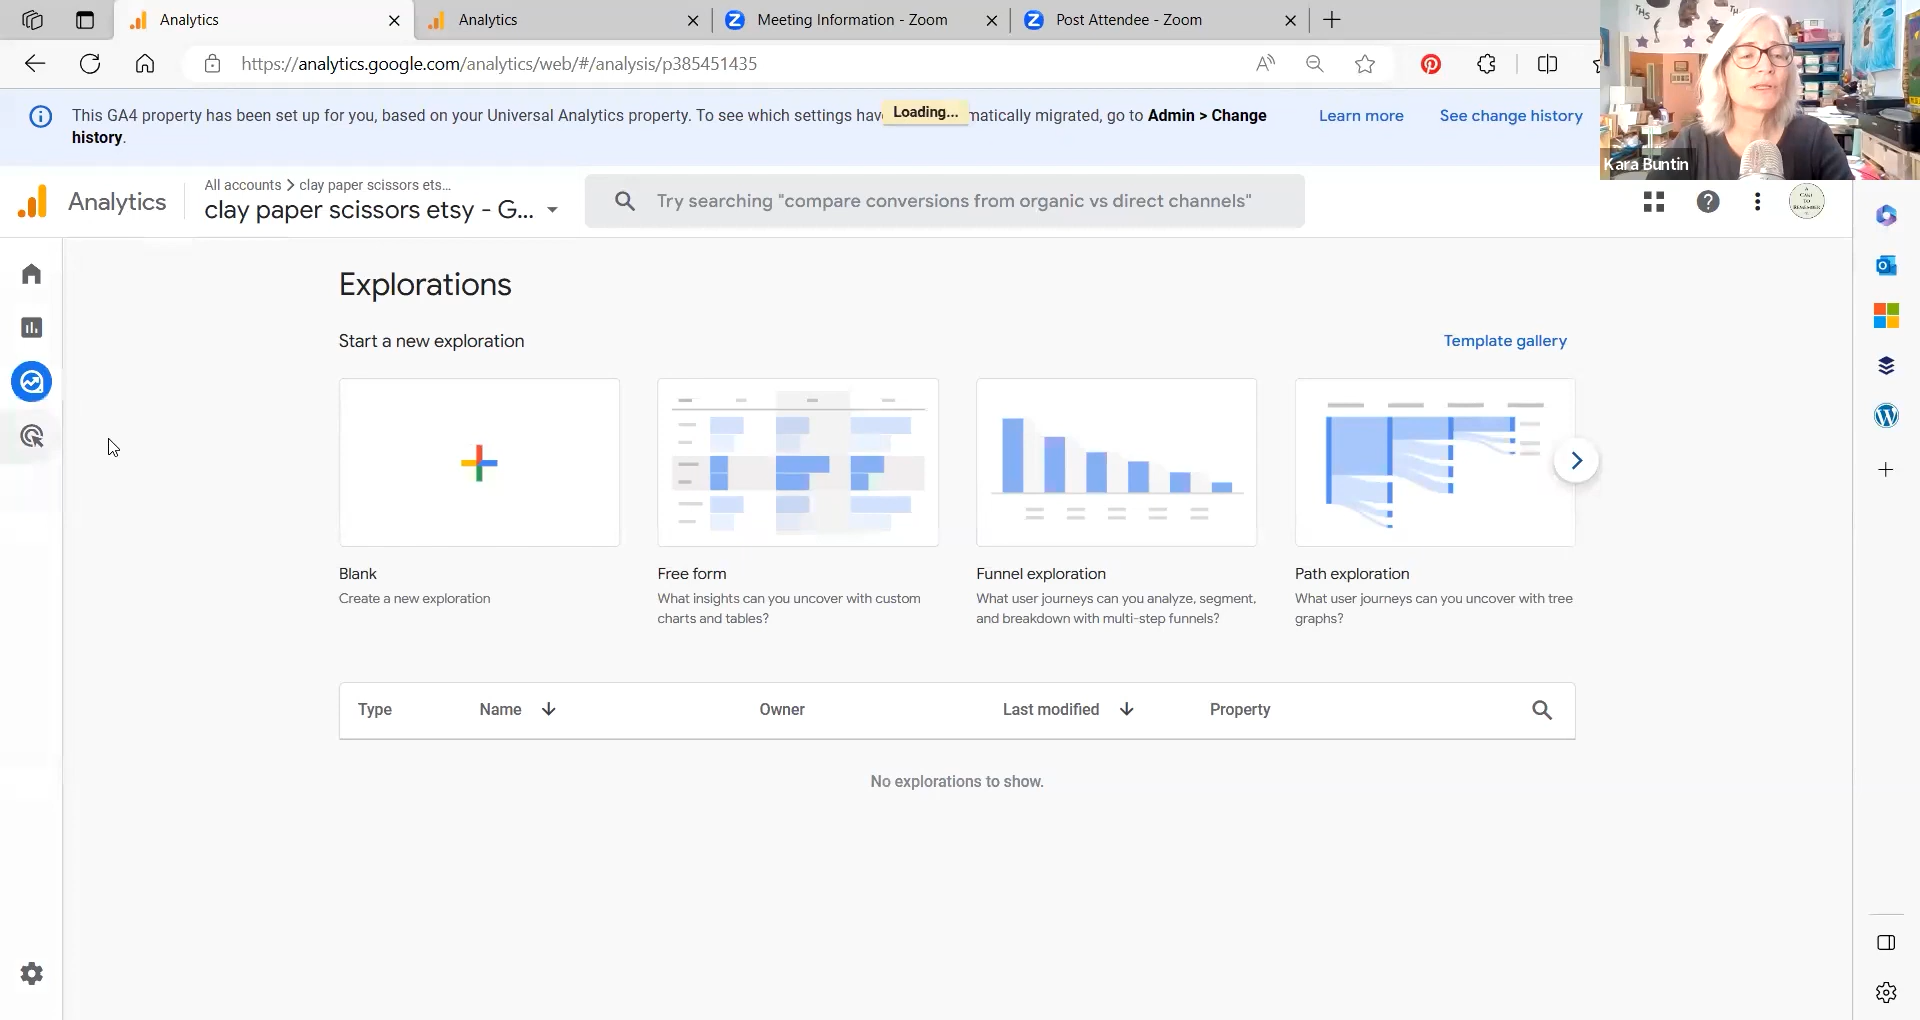 Analytics
Analytics
Meeting Information - Zoom
Post Attendee - Zoom
https://analytics.google.com/analytics/web/#/analysis/p385451435
This GA4 property has been set up for you, based on your Universal Analytics property. To see which settings hav
Loading...
matically migrated, go to Admin > Change
history.
Learn more
See change history
Kara Buntin
Analytics
All accounts > clay paper scissors ets...
clay paper scissors etsy - G...
Try searching "compare conversions from organic vs direct channels"
Explorations
Start a new exploration
Template gallery
Blank
Create a new exploration
Free form
What insights can you uncover with custom
charts and tables?
Funnel exploration
What user journeys can you analyze, segment,
and breakdown with multi-step funnels?
Path exploration
What user journeys can you uncover with tree
graphs?
Type
Name
Owner
Last modified
Property
No explorations to show.